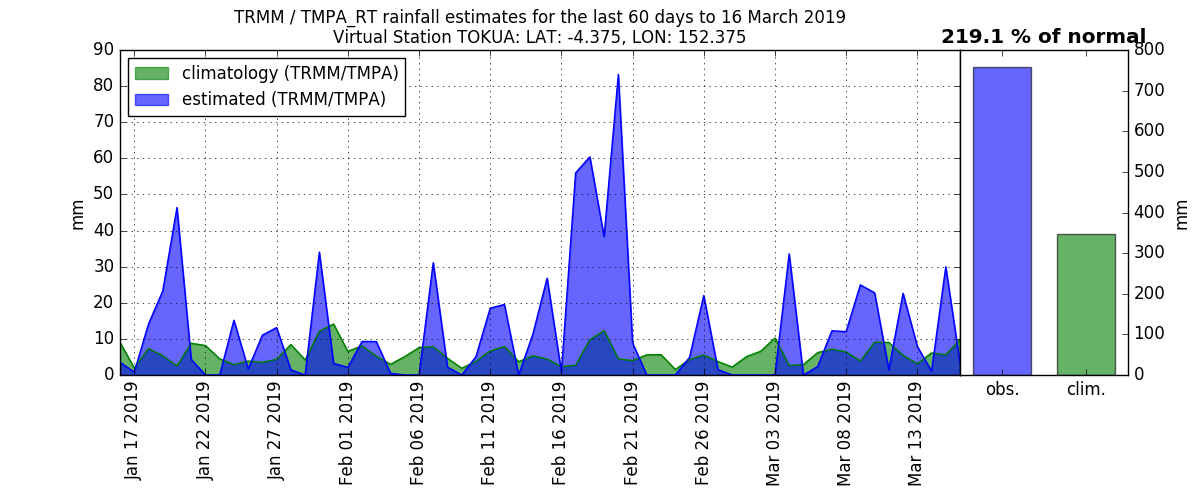 TRMM / TMPA_RT rainfall estimates for the last 60 days to 16 March 2019
Virtual Station TOKUA: LAT: -4.375, LON: 152.375
219.1 % of normal
climatology (TRMM/TMPA)
estimated (TRMM/TMPA)
mm
90
80
70
60
50
40
30
20
10
0
Jan 17 2019
Jan 22 2019
Jan 27 2019
Feb 01 2019
Feb 06 2019
Feb 11 2019
Feb 16 2019
Feb 21 2019
Feb 26 2019
Mar 03 2019
Mar 08 2019
Mar 13 2019
obs.
clim.
800
700
600
500
400
300
200
100
0
mm